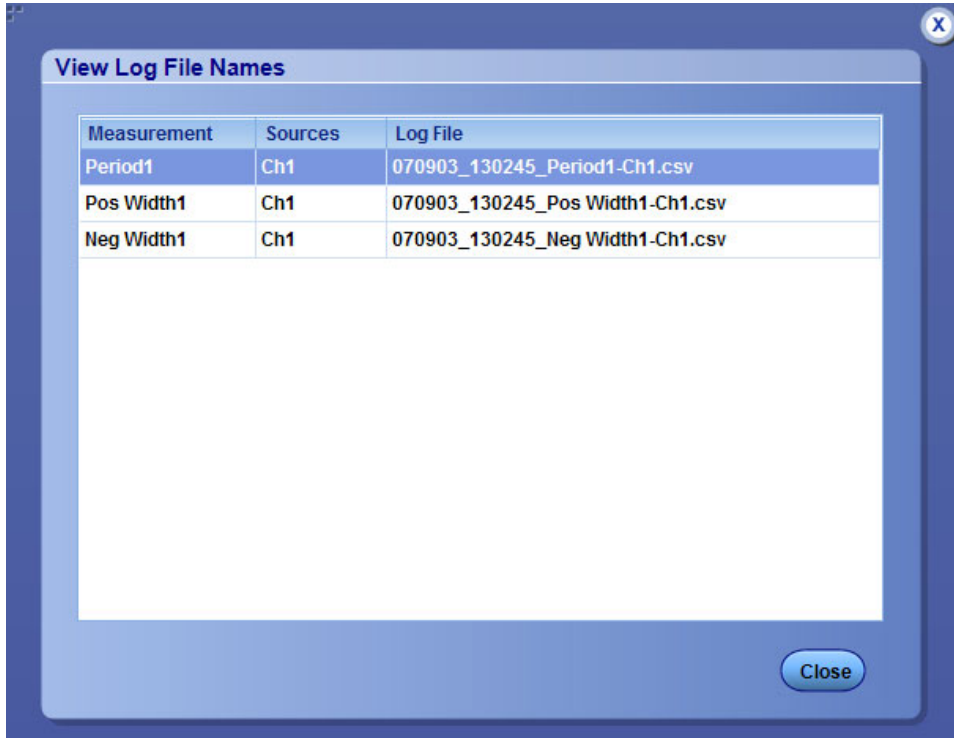 X
View Log File Names
Measurement Sources Log File
Period1 Ch1 070903_130245_Period1-Ch1.csv
Pos Width1 Ch1 070903_130245_Pos Width1-Ch1.csv
Neg Width1 Ch1 070903_130245_Neg Width1-Ch1.csv
Close